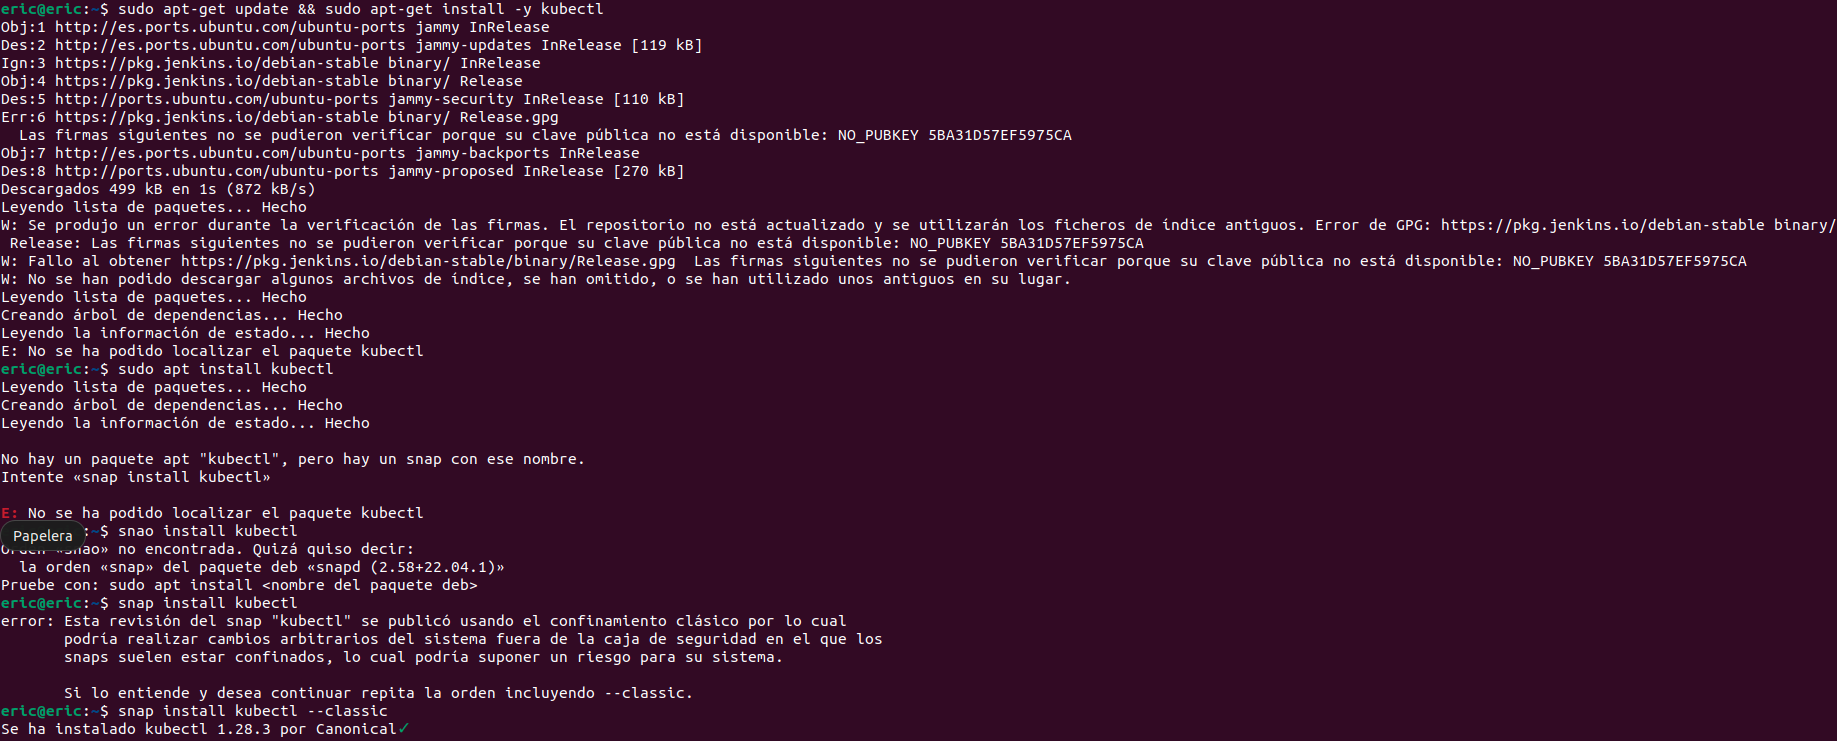 eric@eric:~$ sudo apt-get update && sudo apt-get install -y kubectl
Obj:1 http://es.ports.ubuntu.com/ubuntu-ports jammy InRelease
Des:2 http://es.ports.ubuntu.com/ubuntu-ports jammy-updates InRelease [119 kB]
Ign:3 https://pkg.jenkins.io/debian-stable binary/ InRelease
Obj:4 https://pkg.jenkins.io/debian-stable binary/ Release
Des:5 http://ports.ubuntu.com/ubuntu-ports jammy-security InRelease [110 kB]
Err:6 https://pkg.jenkins.io/debian-stable binary/ Release.gpg
  Las firmas siguientes no se pudieron verificar porque su clave pública no está disponible: NO_PUBKEY 5BA31D57EF5975CA
Obj:7 http://es.ports.ubuntu.com/ubuntu-ports jammy-backports InRelease
Des:8 http://ports.ubuntu.com/ubuntu-ports jammy-proposed InRelease [270 kB]
Descargados 499 kB en 1s (872 kB/s)
Leyendo lista de paquetes... Hecho
W: Se produjo un error durante la verificación de las firmas. El repositorio no está actualizado y se utilizarán los ficheros de índice antiguos. Error de GPG: https://pkg.jenkins.io/debian-stable binary/
 Release: Las firmas siguientes no se pudieron verificar porque su clave pública no está disponible: NO_PUBKEY 5BA31D57EF5975CA
W: Fallo al obtener https://pkg.jenkins.io/debian-stable/binary/Release.gpg  Las firmas siguientes no se pudieron verificar porque su clave pública no está disponible: NO_PUBKEY 5BA31D57EF5975CA
W: No se han podido descargar algunos archivos de índice, se han omitido, o se han utilizado unos antiguos en su lugar.
Leyendo lista de paquetes... Hecho
Creando árbol de dependencias... Hecho
Leyendo la información de estado... Hecho
E: No se ha podido localizar el paquete kubectl
eric@eric:~$ sudo apt install kubectl
Leyendo lista de paquetes... Hecho
Creando árbol de dependencias... Hecho
Leyendo la información de estado... Hecho
No hay un paquete apt "kubectl", pero hay un snap con ese nombre.
Intente «snap install kubectl»
E: No se ha podido localizar el paquete kubectl
Papelera :~$ snao install kubectl
Orden «snao» no encontrada. Quizá quiso decir:
  la orden «snap» del paquete deb «snapd (2.58+22.04.1)»
Pruebe con: sudo apt install <nombre del paquete deb>
eric@eric:~$ snap install kubectl
error: Esta revisión del snap "kubectl" se publicó usando el confinamiento clásico por lo cual
       podría realizar cambios arbitrarios del sistema fuera de la caja de seguridad en el que los
       snaps suelen estar confinados, lo cual podría suponer un riesgo para su sistema.
       Si lo entiende y desea continuar repita la orden incluyendo --classic.
eric@eric:~$ snap install kubectl --classic
Se ha instalado kubectl 1.28.3 por Canonical✓